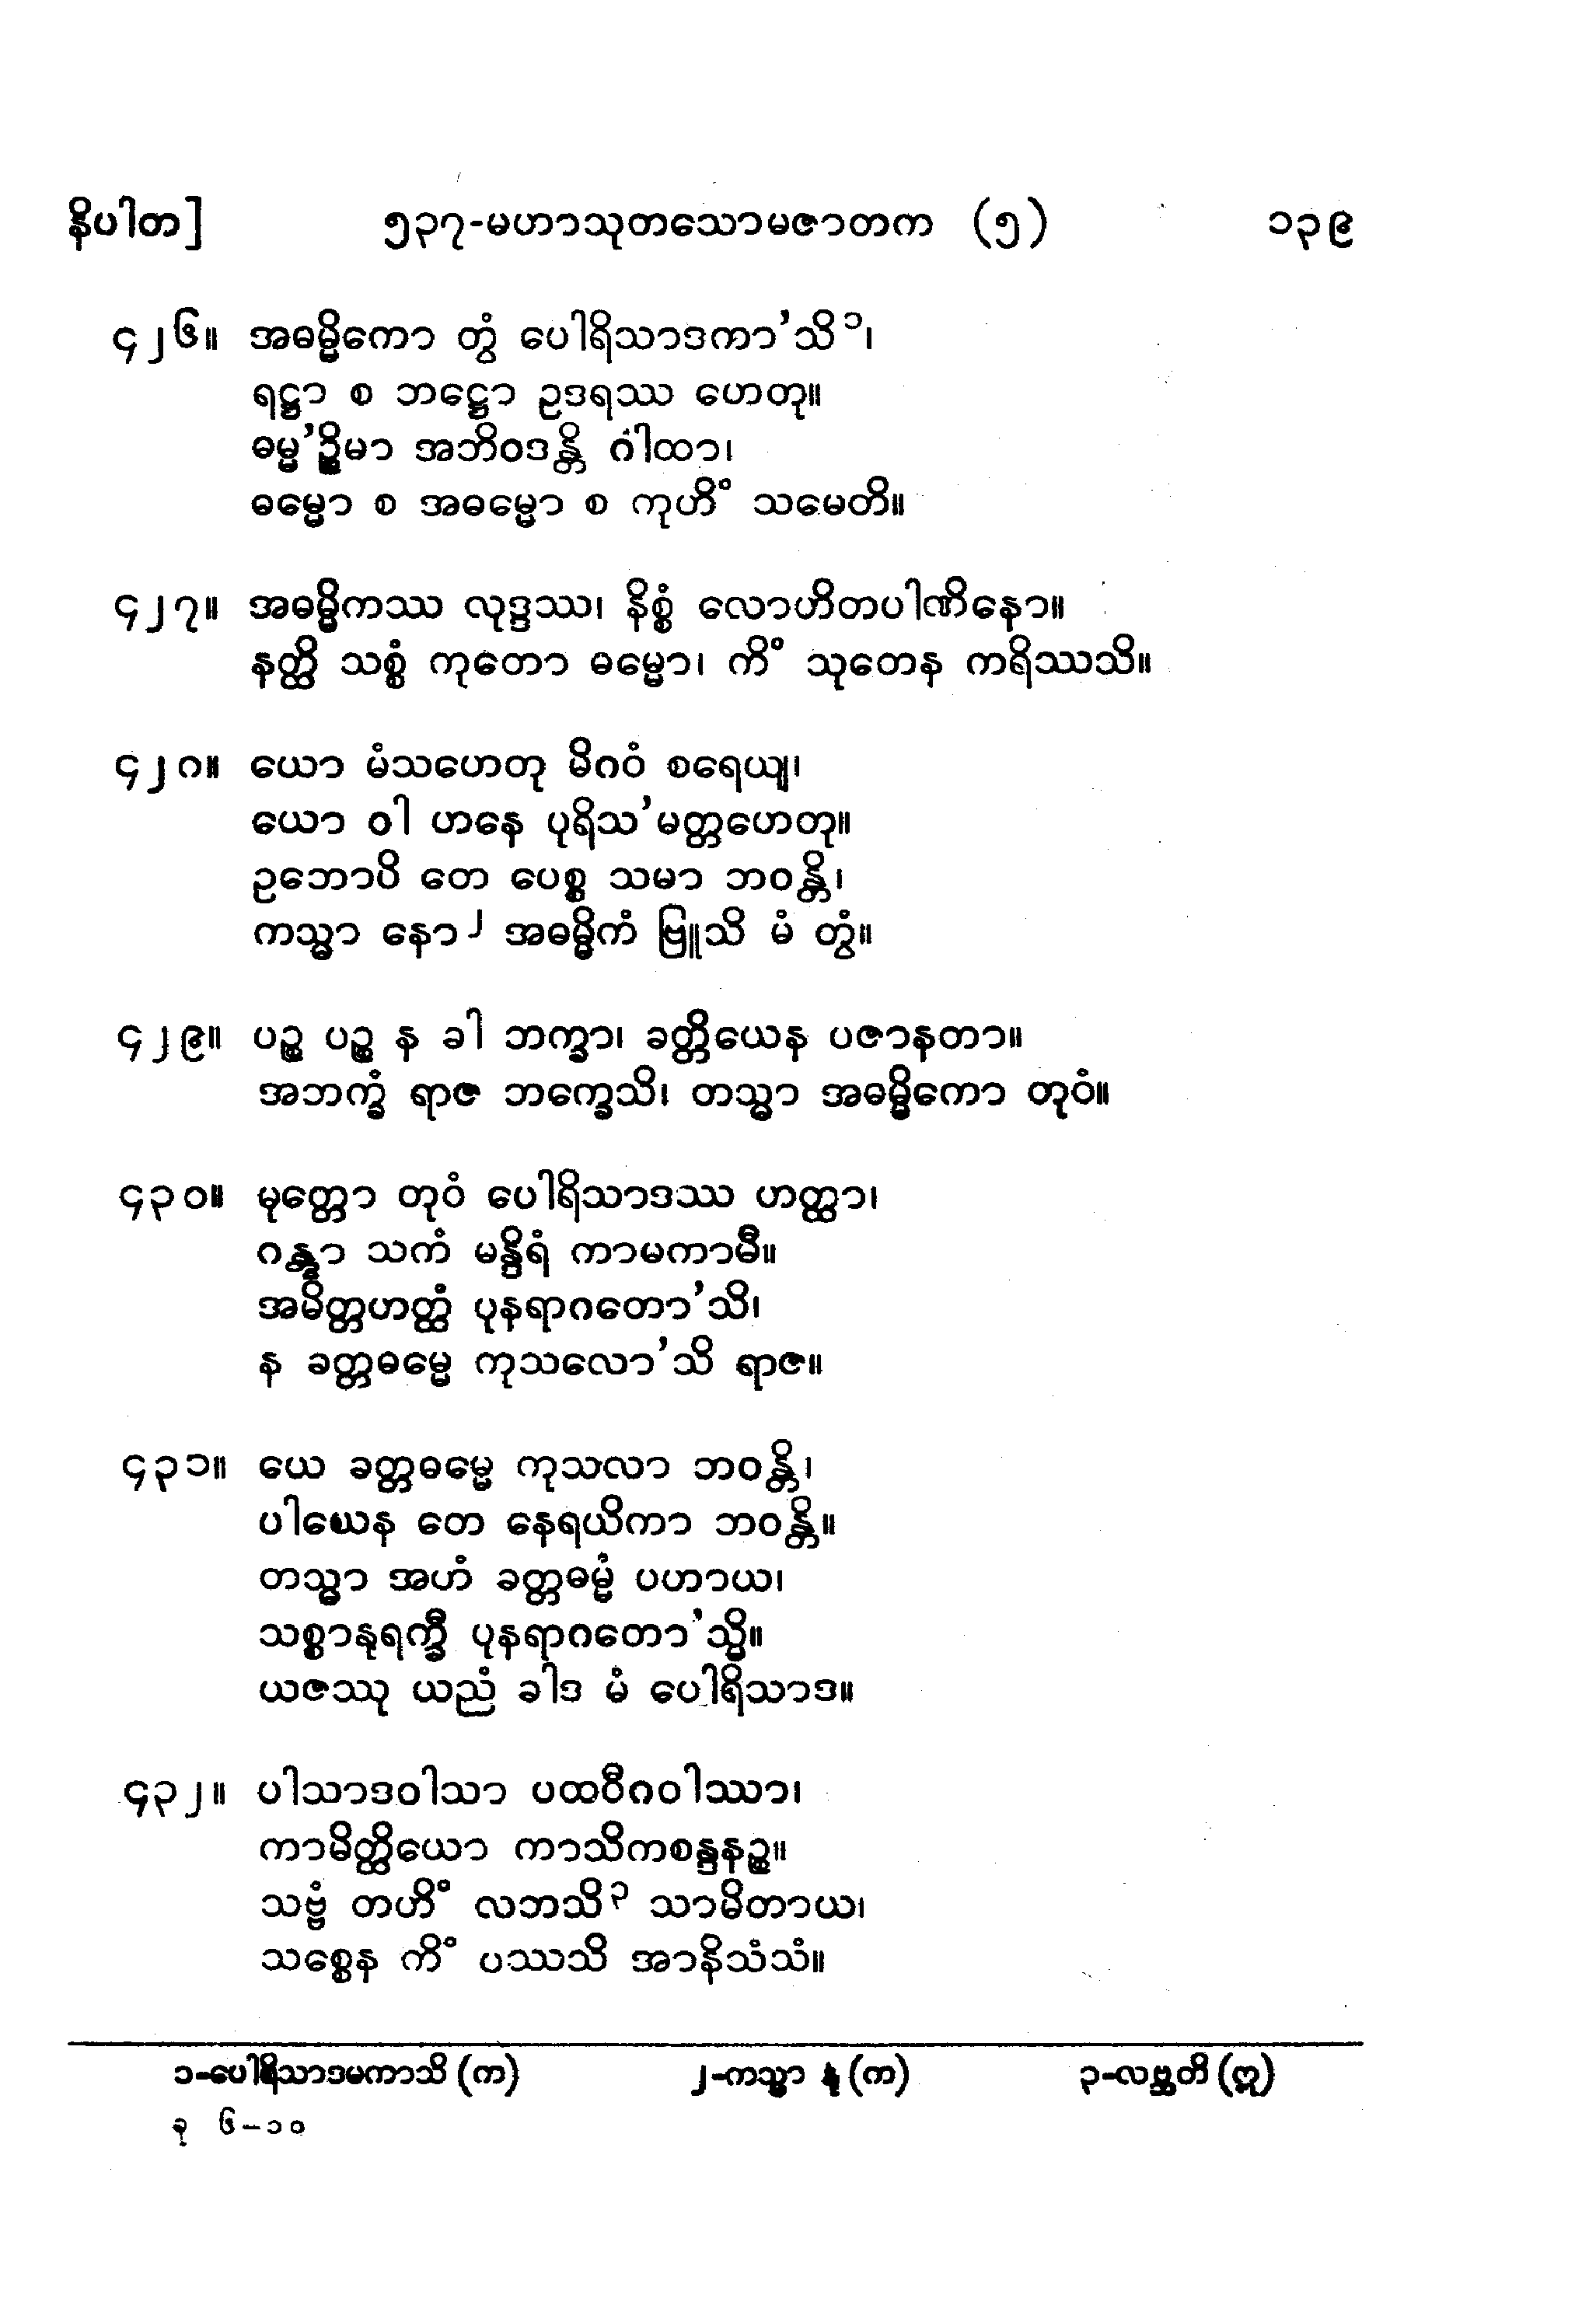 နိပါတ]	၅၃၇-မဟာသုတသောမဇာတက (၅)	၁၃၉
၄၂၆။ အဓမ္မိကော တွံ ပေါရိသာဒကာ'သိ ၁၊
ရဋ္ဌာ စ ဘဋ္ဌော ဥဒရဿ ဟေတု။
ဓမ္မ'ဉ္စိမာ အဘိဝဒန္တိ ဂါထာ၊
ဓမ္မော စ အဓမ္မော စ ကုဟိံ သမေတိ။
၄၂၇။ အဓမ္မိကဿ လုဒ္ဒဿ၊ နိစ္စံ လောဟိတပါဏိနော။
နတ္ထိ သစ္စံ ကုတော ဓမ္မော၊ ကိံ သုတေန ကရိဿသိ။
၄၂၈။ ယော မံသဟေတု မိဂဝံ စရေယျ၊
ယော ဝါ ဟနေ ပုရိသ'မတ္တဟေတု။
ဥဘောပိ တေ ပေစ္စ သမာ ဘဝန္တိ၊
ကသ္မာ နော ၂ အဓမ္မိကံ ဗြူသိ မံ တွံ။
၄၂၉။ ပဉ္စ ပဉ္စ န ခါ ဘက္ခာ၊ ခတ္တိယေန ပဇာနတာ။
အဘက္ခံ ရာဇ ဘက္ခေသိ၊ တသ္မာ အဓမ္မိကော တုဝံ။
၄၃၀။ မုတ္တော တုဝံ ပေါရိသာဒဿ ဟတ္ထာ၊
ဂန္တွာ သကံ မန္ဒိရံ ကာမကာမီ။
အမိတ္တဟတ္ထံ ပုနရာဂတော'သိ၊
န ခတ္တဓမ္မေ ကုသလော'သိ ရာဇ။
၄၃၁။ ယေ ခတ္တဓမ္မေ ကုသလာ ဘဝန္တိ၊
ပါယေန တေ နေရယိကာ ဘဝန္တိ။
တသ္မာ အဟံ ခတ္တဓမ္မံ ပဟာယ၊
သစ္စာနုရက္ခီ ပုနရာဂတော'သ္မိ။
ယဇဿု ယညံ ခါဒ မံ ပေါရိသာဒ။
၄၃၂။ ပါသာဒဝါသာ ပထဝီဂဝါဿာ၊
ကာမိတ္ထိယော ကာသိကစန္ဒနဉ္စ။
သဗ္ဗံ တဟိံ လဘသိ ၃ သာမိတာယ၊
သစ္စေန ကိံ ပဿသိ အာနိသံသံ။
၁-ပေါရိသာဒမကာသိ (က)	၂-ကသ္မာ နု (က)	၃-လဗ္ဘတိ (ဣ)
ခု ၆-၁၀